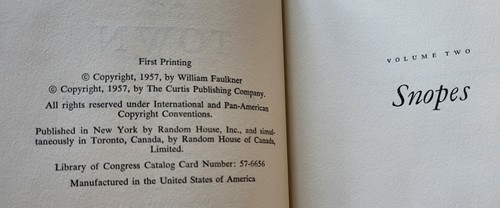 First Printing
© Copyright, 1957, by William Faulkner
© Copyright, 1957, by The Curtis Publishing Company.
All rights reserved under International and Pan-American
Copyright Conventions.
Published in New York by Random House, Inc., and simul-
taneously in Toronto, Canada, by Random House of Canada,
Limited.
Library of Congress Catalog Card Number: 57-6656
Manufactured in the United States of America
VOLUME TWO
Snopes